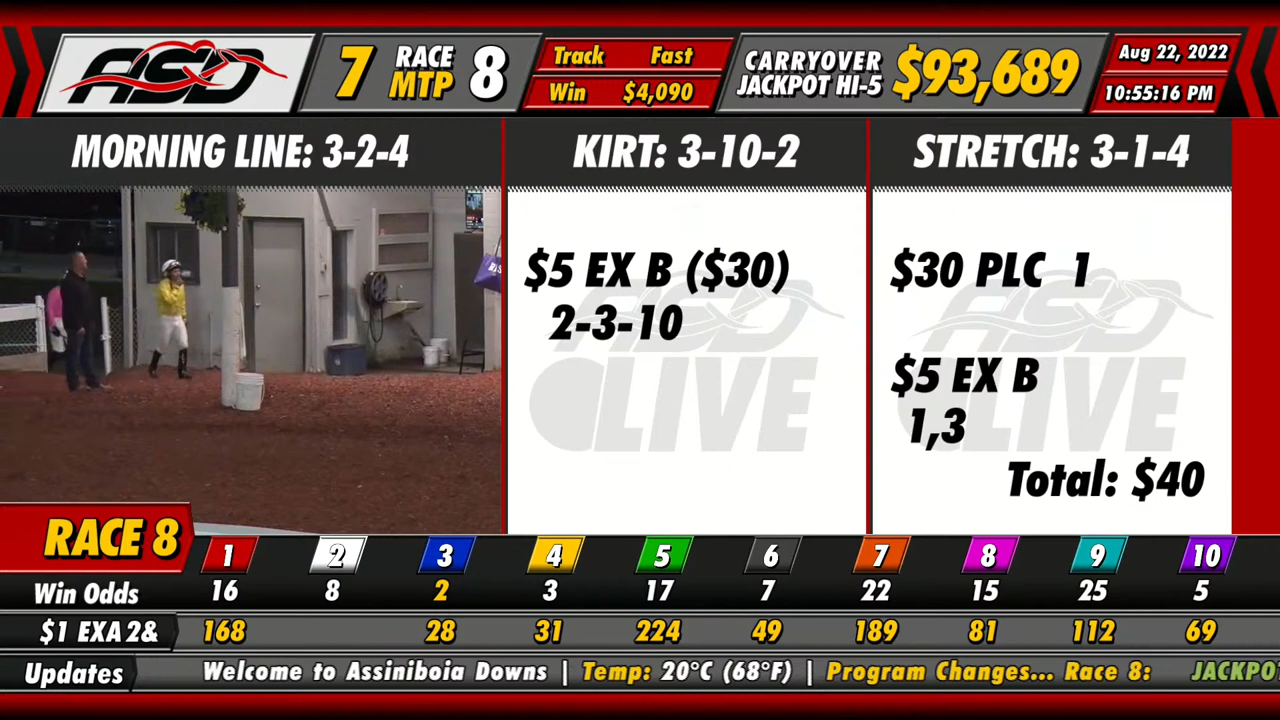 ASD
7 RACE MTP 8
Track Fast
Win $4,090
CARRYOVER
JACKPOT HI-5
$93,689
Aug 22, 2022
10:55:16 PM
MORNING LINE: 3-2-4
KIRT: 3-10-2
STRETCH: 3-1-4
$5 EX B ($30)
2-3-10
ASD
LIVE
$30 PLC 1
$5 EX B
1,3
Total: $40
ASD
LIVE
RACE 8
1 2 3 4 5 6 7 8 9 10
Win Odds 16 8 2 3 17 7 22 15 25 5
$1 EXA 2& 168 28 31 224 49 189 81 112 69
Updates Welcome to Assiniboia Downs | Temp: 20°C (68°F) | Program Changes... Race 8: JACKPO